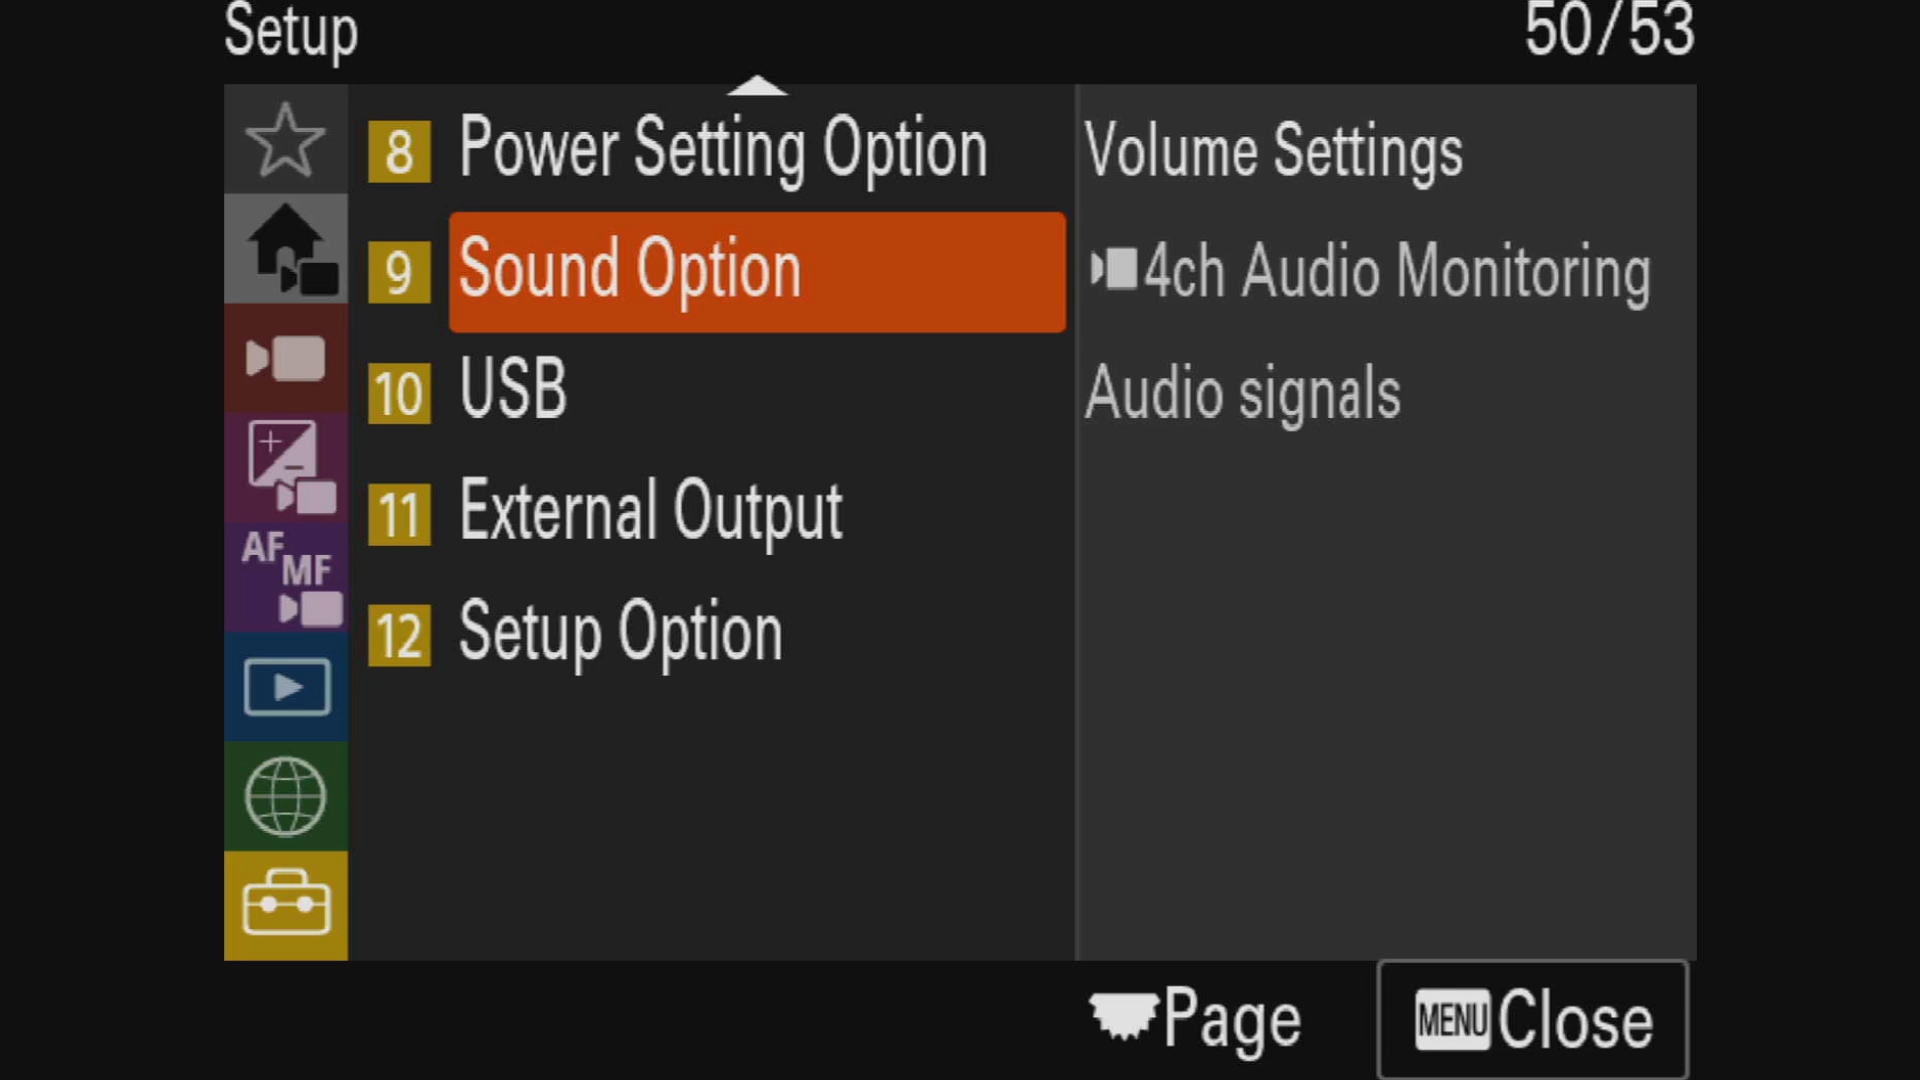 Setup 50/53
8 Power Setting Option
9 Sound Option
10 USB
11 External Output
12 Setup Option
Volume Settings
4ch Audio Monitoring
Audio signals
AF MF
Page
MENU Close